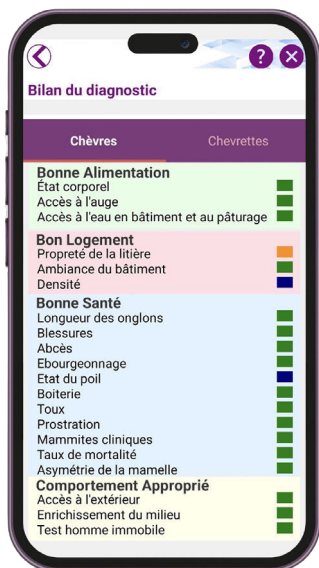 ?
Bilan du diagnostic
Chèvres Chevrettes
Bonne Alimentation
État corporel
Accès à l'auge
Accès à l'eau en bâtiment et au pâturage
Bon Logement
Propreté de la litière
Ambiance du bâtiment
Densité
Bonne Santé
Longueur des onglons
Blessures
Abcès
Ebourgeonnage
Etat du poil
Boiterie
Toux
Prostration
Mammites cliniques
Taux de mortalité
Asymétrie de la mamelle
Comportement Approprié
Accès à l'extérieur
Enrichissement du milieu
Test homme immobile